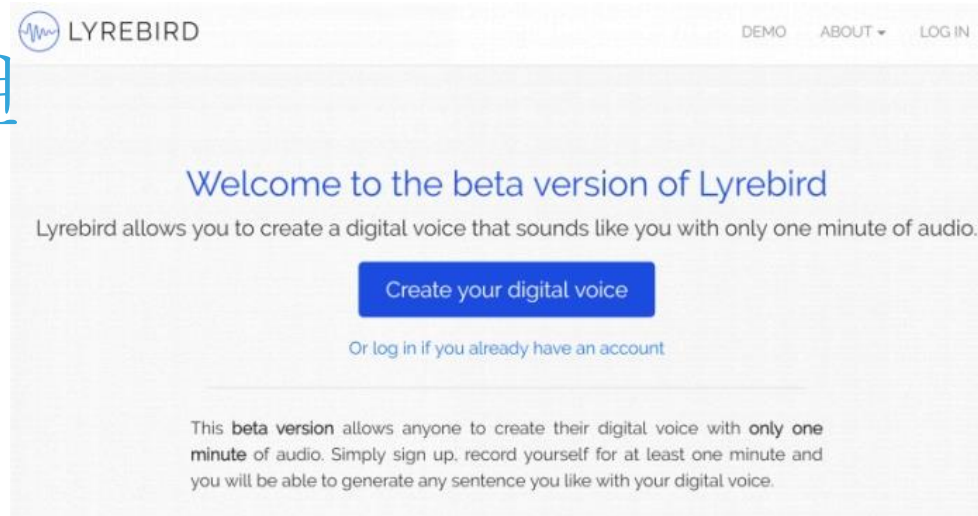 LYREBIRD
DEMO ABOUT LOG IN
Welcome to the beta version of Lyrebird
Lyrebird allows you to create a digital voice that sounds like you with only one minute of audio.
Create your digital voice
Or log in if you already have an account
This beta version allows anyone to create their digital voice with only one
minute of audio. Simply sign up, record yourself for at least one minute and
you will be able to generate any sentence you like with your digital voice.